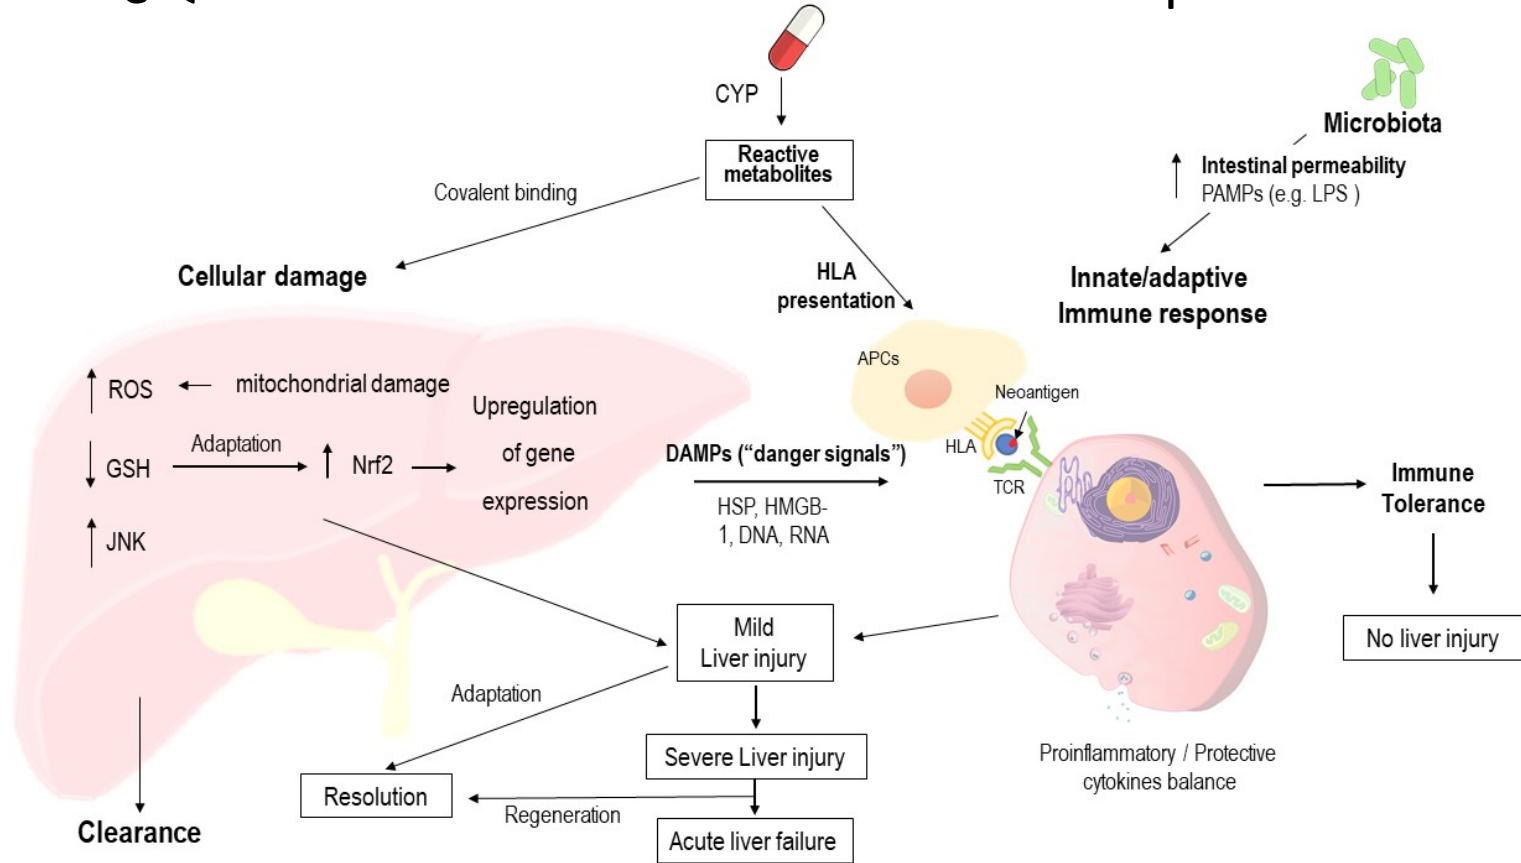 CYP
Reactive
metabolites
Covalent binding
Microbiota
Intestinal permeability
PAMPs (e.g. LPS )
Cellular damage
HLA
presentation
Innate/adaptive
Immune response
ROS
mitochondrial damage
Upregulation
of gene
expression
Adaptation
GSH
Nrf2
JNK
APCs
Neoantigen
HLA
TCR
DAMPs (“danger signals”)
HSP, HMGB-
1, DNA, RNA
Immune
Tolerance
No liver injury
Mild
Liver injury
Adaptation
Severe Liver injury
Resolution
Regeneration
Acute liver failure
Clearance
Proinflammatory / Protective
cytokines balance